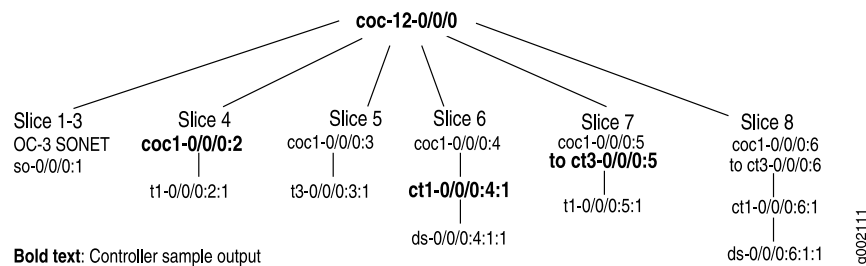 coc-12-0/0/0
Slice 1-3
OC-3 SONET
so-0/0/0:1
Slice 4
coc1-0/0/0:2
t1-0/0/0:2:1
Slice 5
coc1-0/0/0:3
t3-0/0/0:3:1
Slice 6
coc1-0/0/0:4
ct1-0/0/0:4:1
ds-0/0/0:4:1:1
Slice 7
coc1-0/0/0:5
to ct3-0/0/0:5
t1-0/0/0:5:1
Slice 8
coc1-0/0/0:6
to ct3-0/0/0:6
ct1-0/0/0:6:1
ds-0/0/0:6:1:1
Bold text: Controller sample output
g002111